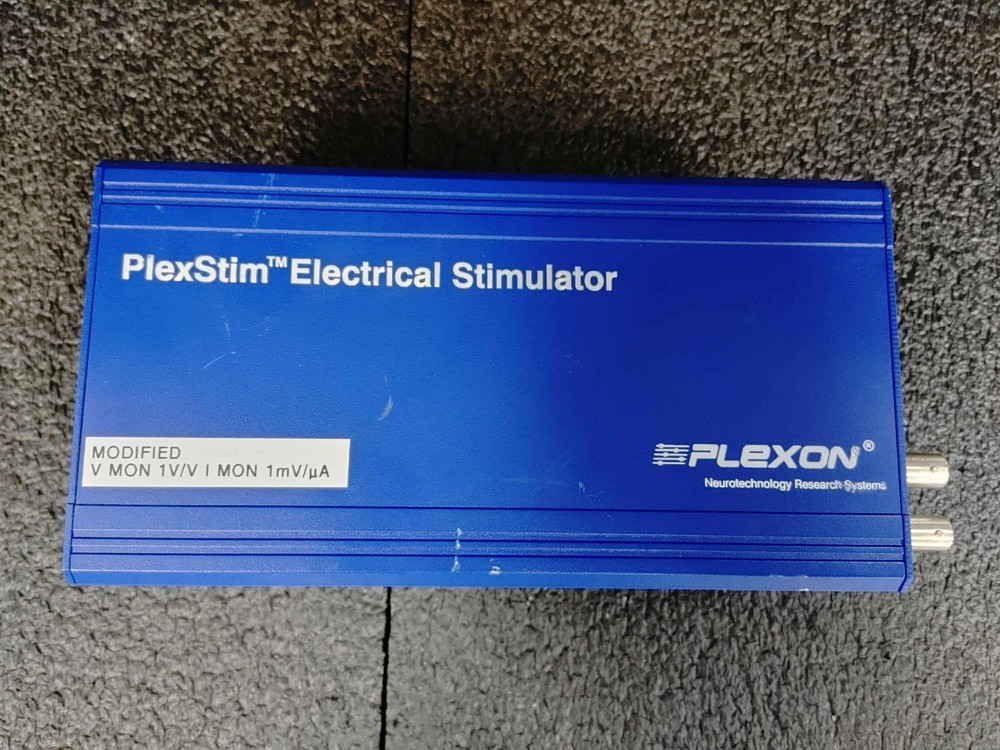 PlexStim™ Electrical Stimulator
MODIFIED
V MON 1V/V I MON 1mV/µA
PLEXON®
Neurotechnology Research Systems